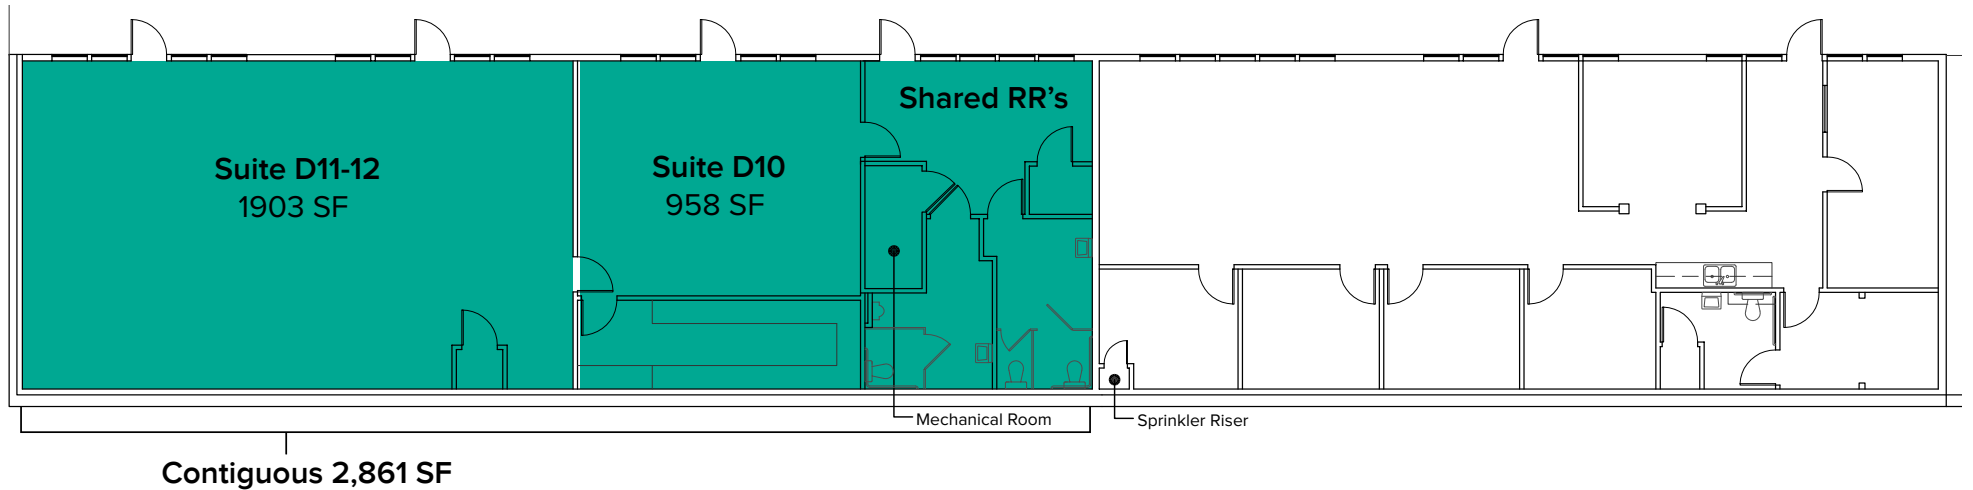 Shared RR's
Suite D11-12
1903 SF
Suite D10
958 SF
Mechanical Room
Sprinkler Riser
Contiguous 2,861 SF